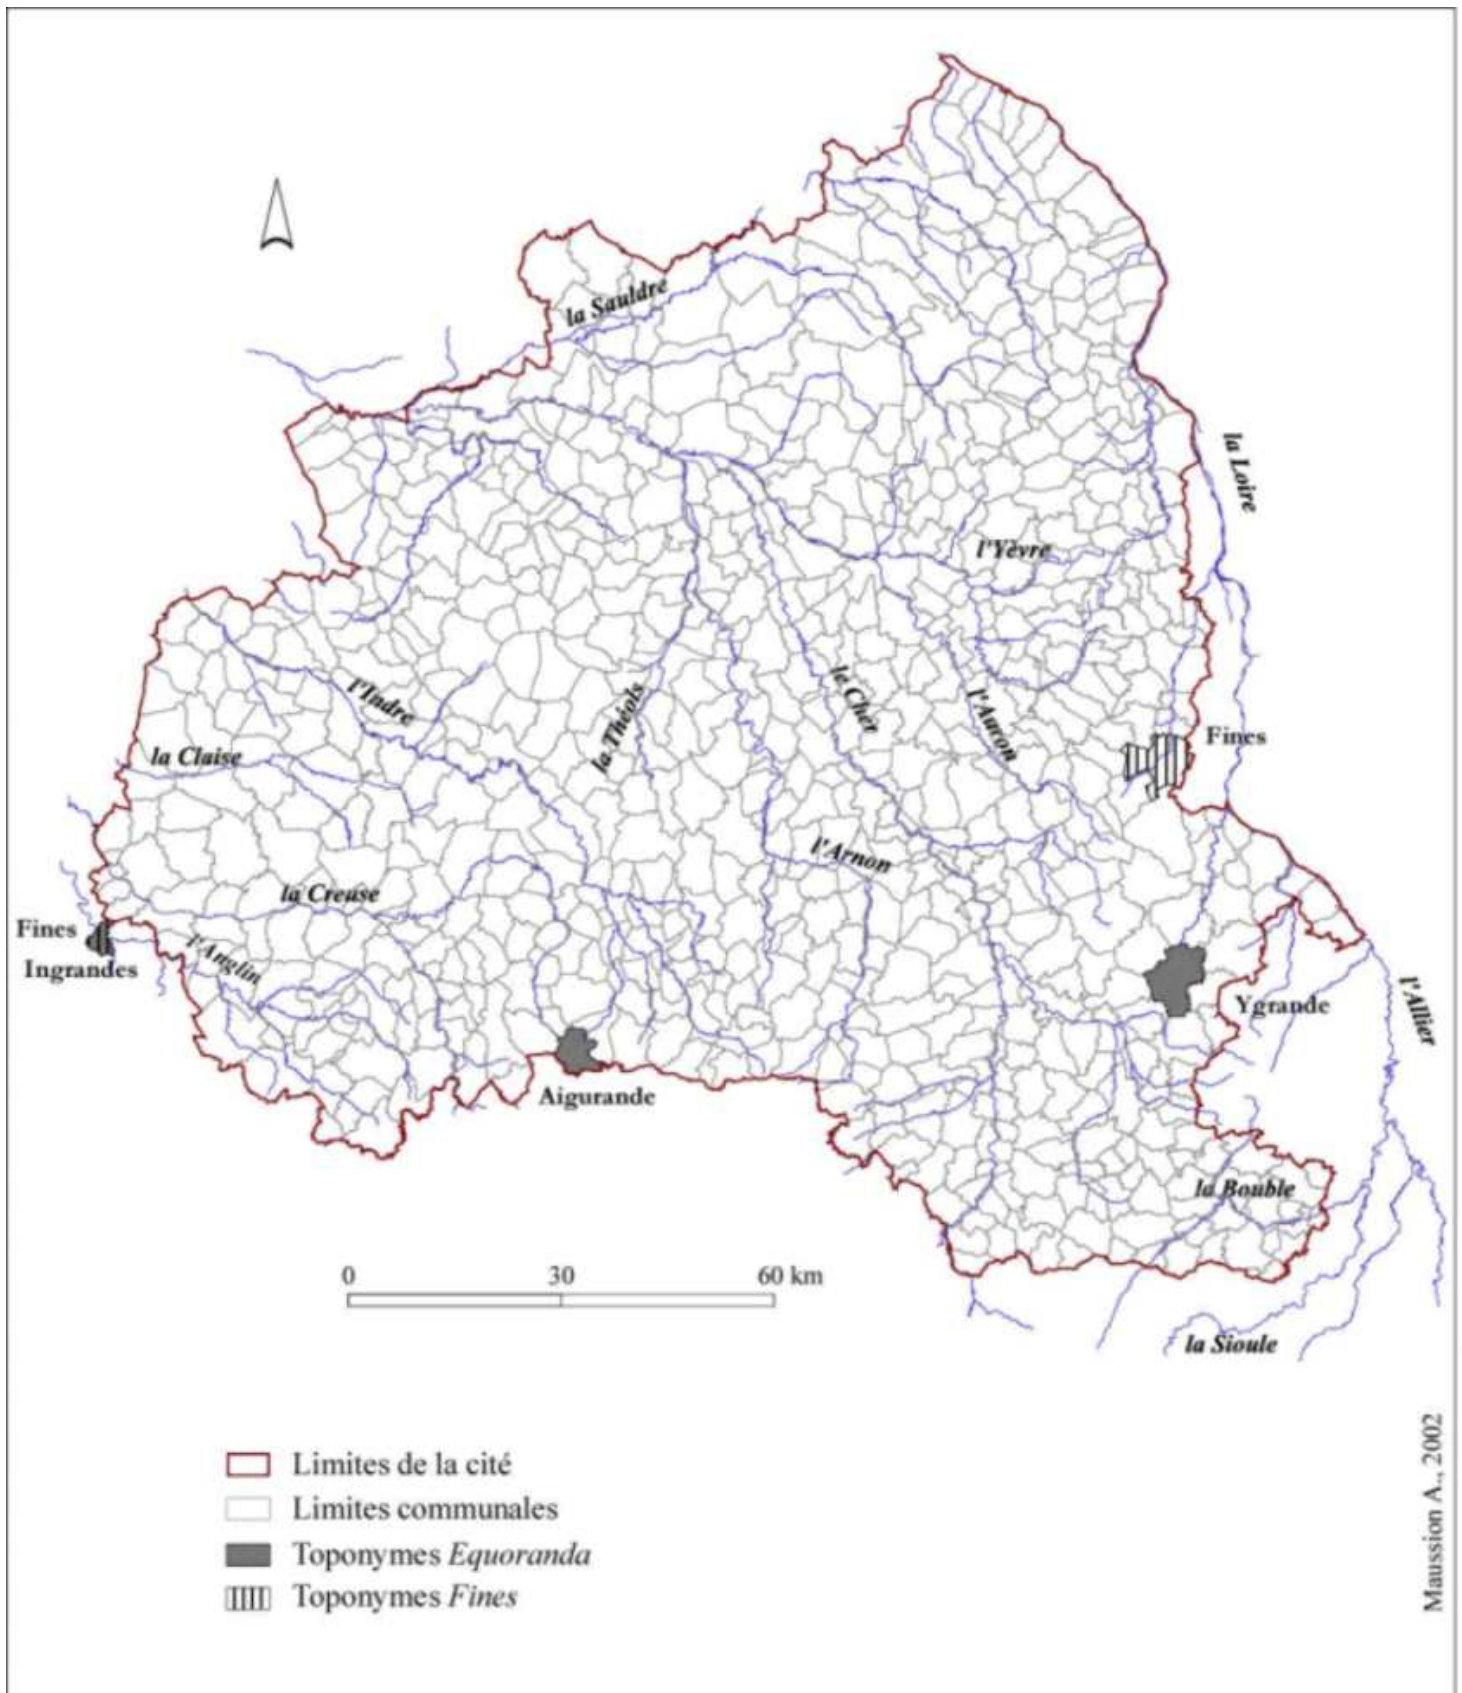 la Sauldre
la Loire
l'Yèvre
l'Indre
la Théols
le Cher
l'Auron
Fines
la Claise
l'Arnon
la Creuse
Fines
Ingrandes
l'Anglin
Ygrande
l'Allier
Aigurande
la Bouble
0 30 60 km
la Sioule
Limites de la cité
Limites communales
Toponymes Equoranda
Toponymes Fines
Maussion A., 2002